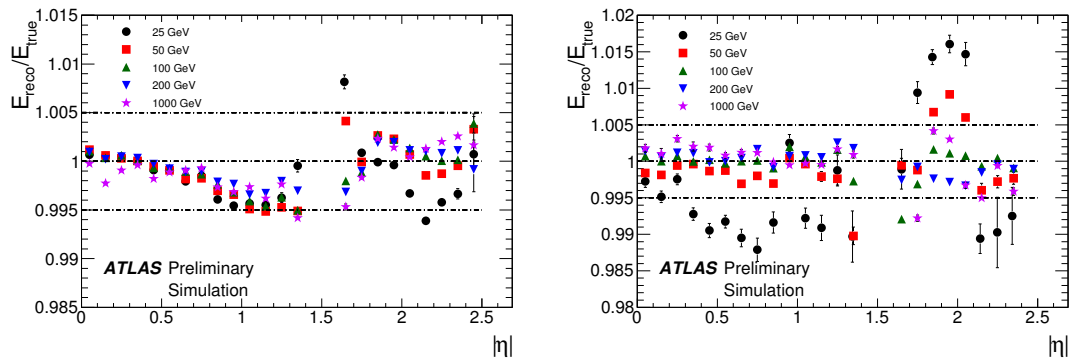 E_reco/E_true
1.015
1.01
1.005
1
0.995
0.99
0.985
25 GeV
50 GeV
100 GeV
200 GeV
1000 GeV
ATLAS Preliminary
Simulation
0 0.5 1 1.5 2 2.5
|η|
E_reco/E_true
1.02
1.015
1.01
1.005
1
0.995
0.99
0.985
0.98
25 GeV
50 GeV
100 GeV
200 GeV
1000 GeV
ATLAS Preliminary
Simulation
0 0.5 1 1.5 2 2.5
|η|